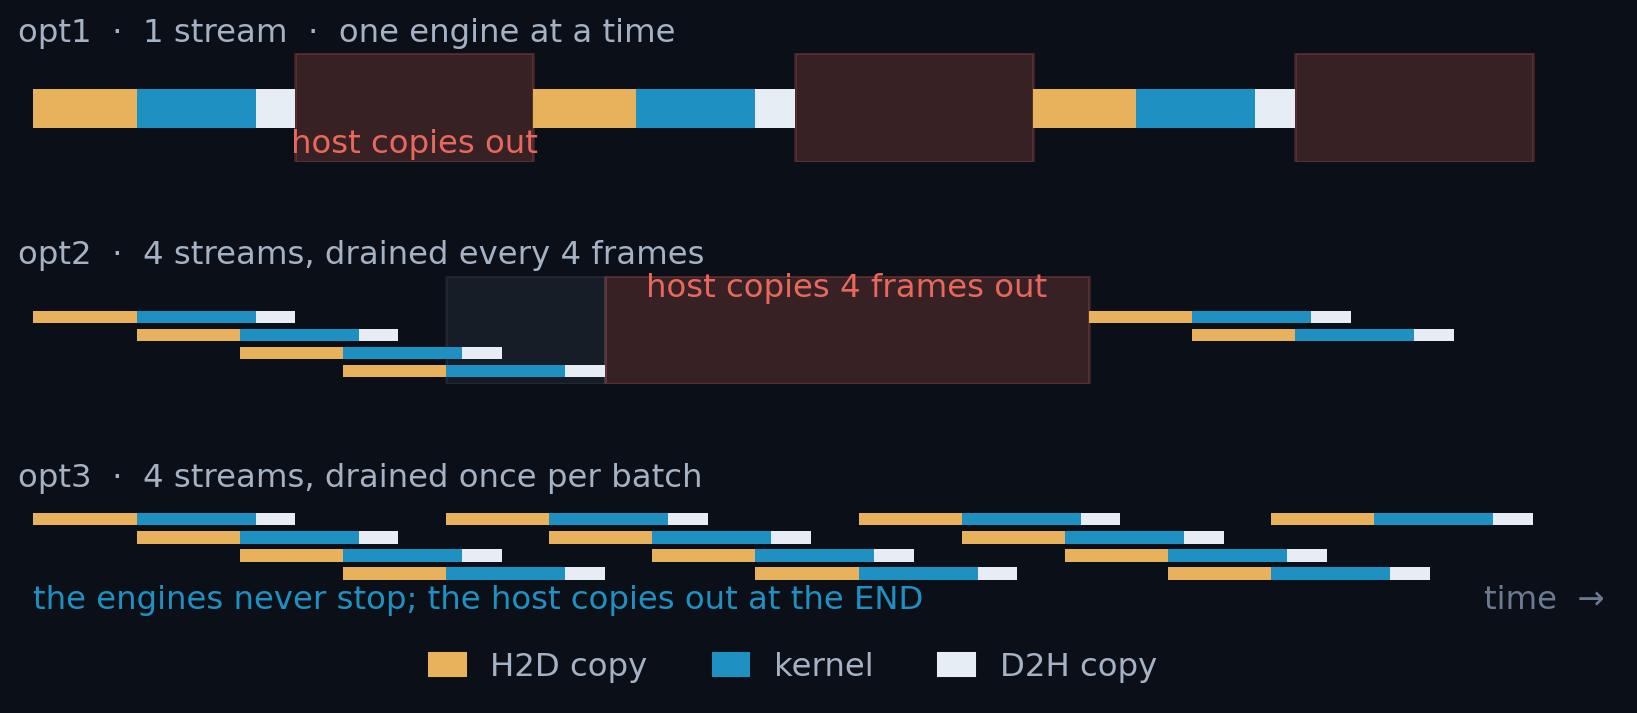 opt1 · 1 stream · one engine at a time
host copies out
opt2 · 4 streams, drained every 4 frames
host copies 4 frames out
opt3 · 4 streams, drained once per batch
the engines never stop; the host copies out at the END
time →
H2D copy
kernel
D2H copy